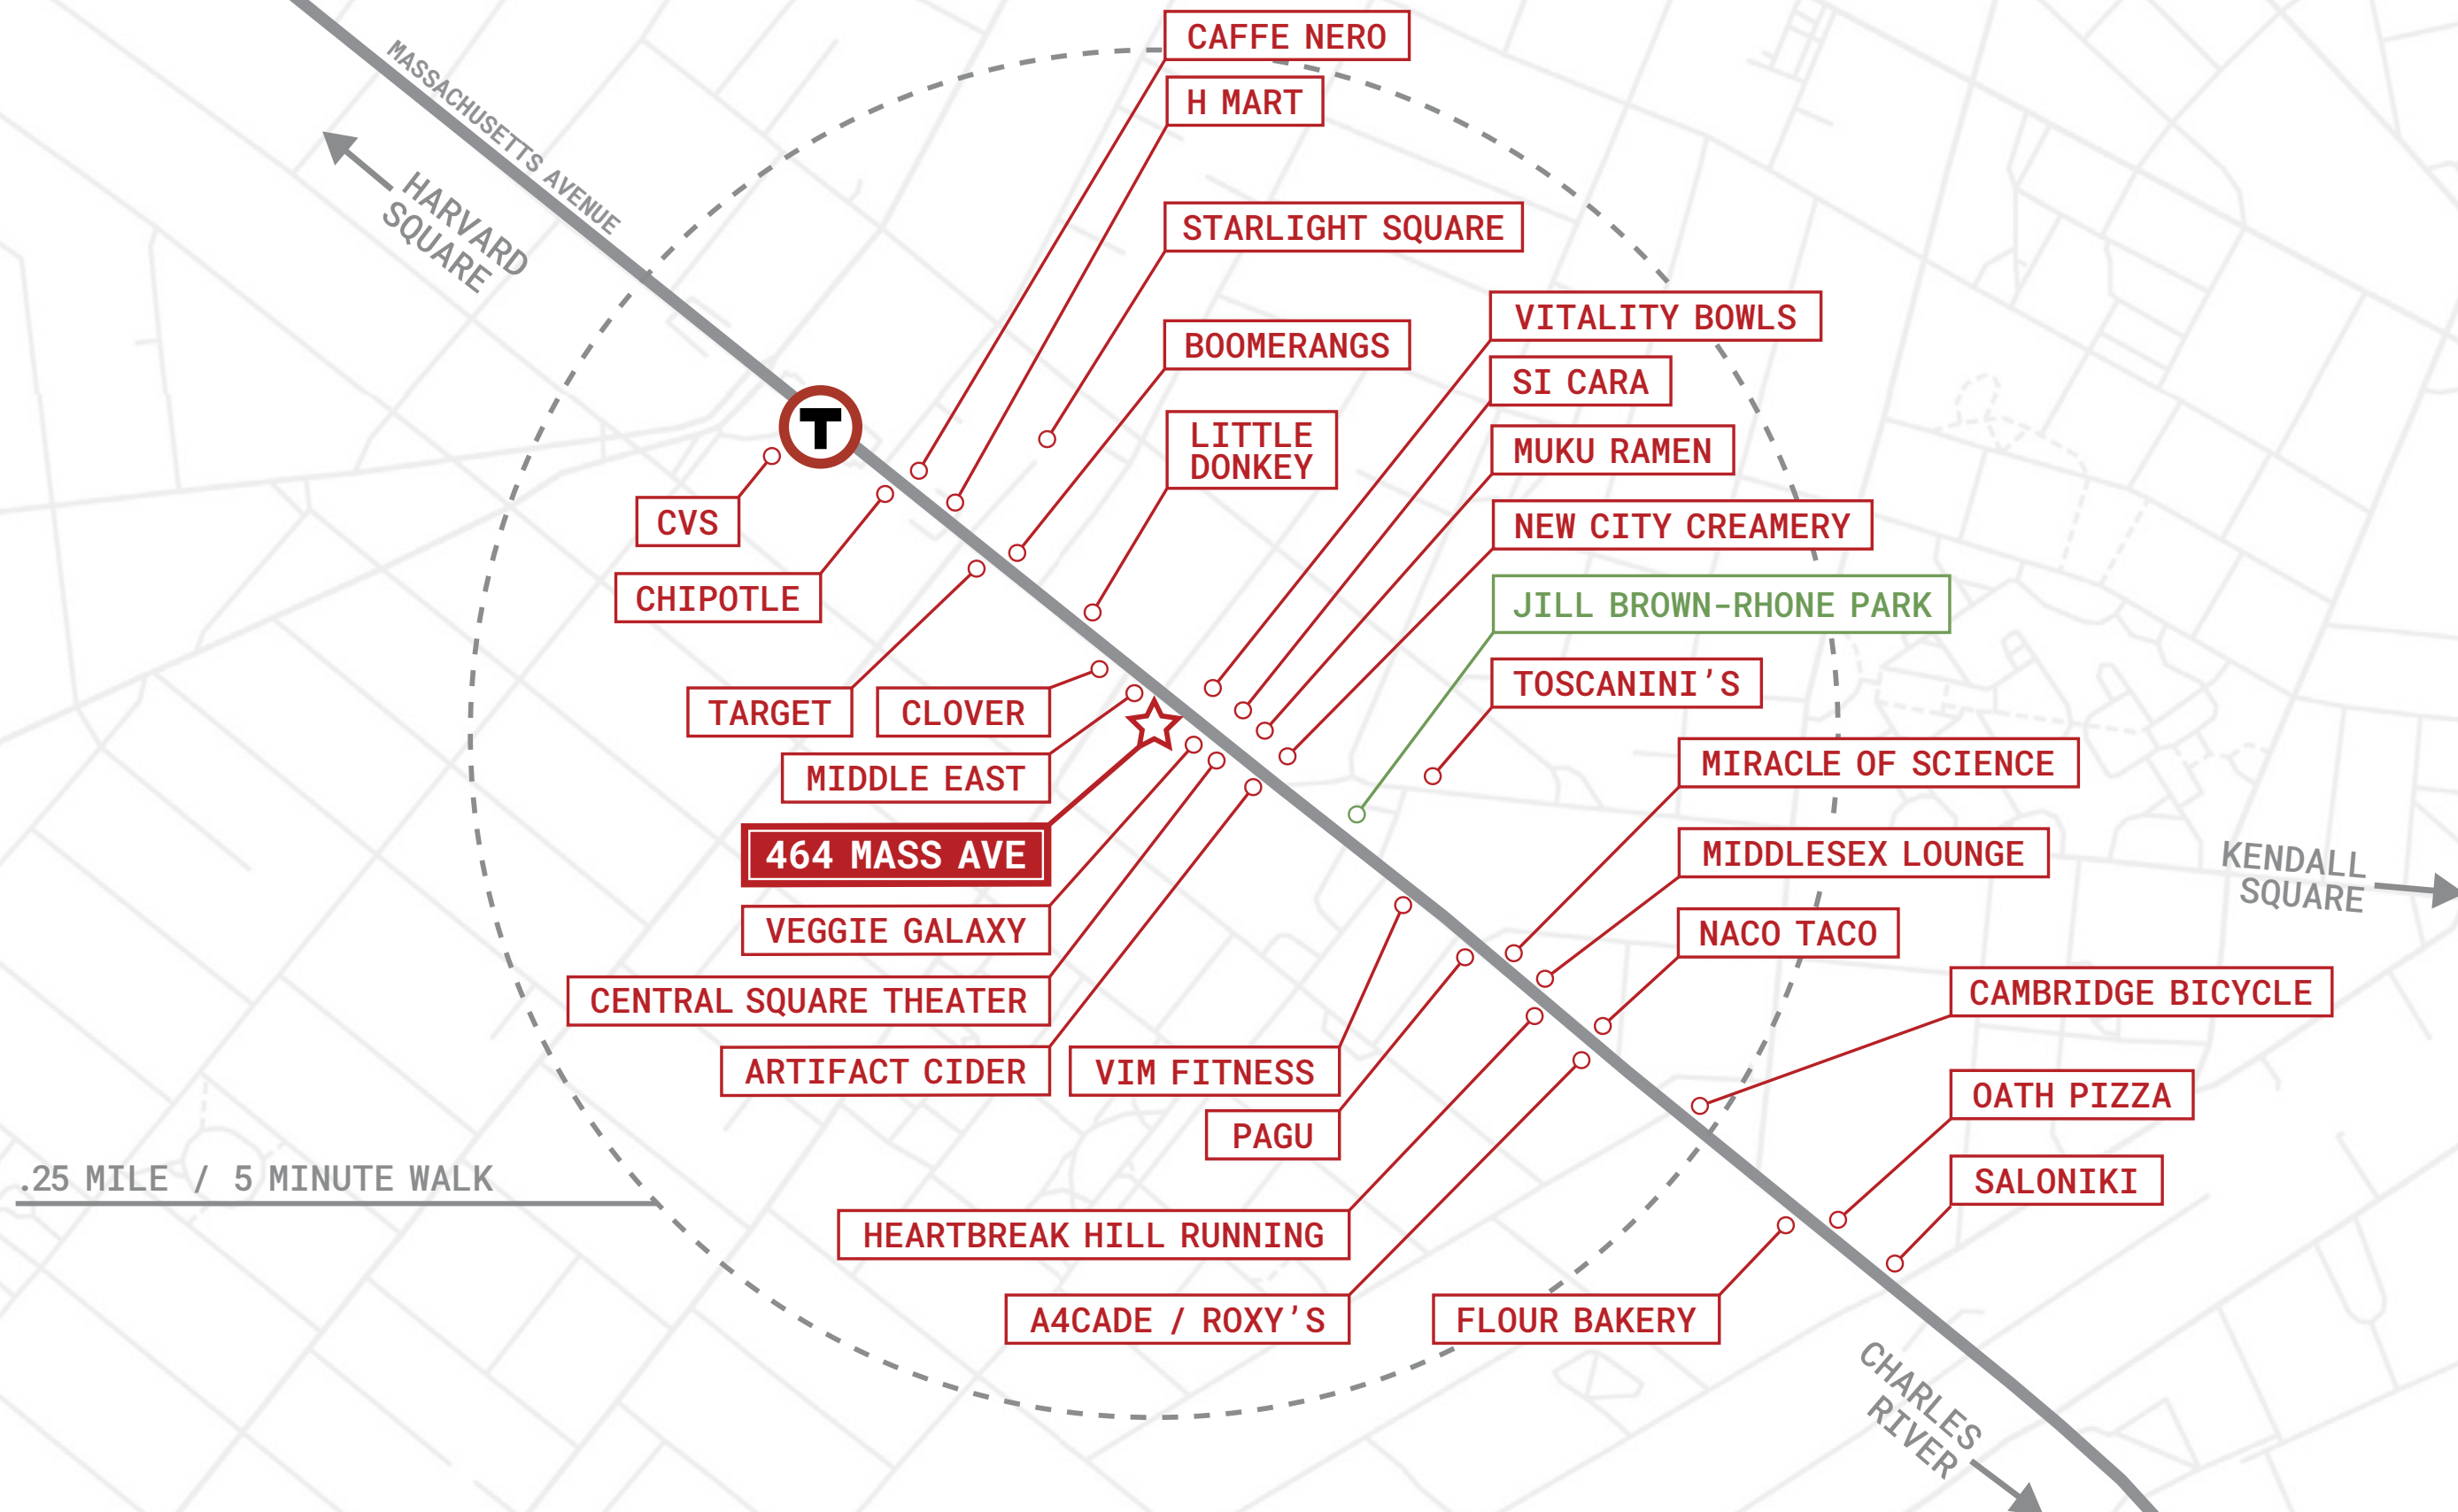 CAFFE NERO
H MART
MASSACHUSETTS AVENUE
HARVARD
SQUARE
STARLIGHT SQUARE
VITALITY BOWLS
BOOMERANGS
SI CARA
T
LITTLE
DONKEY
MUKU RAMEN
CVS
NEW CITY CREAMERY
CHIPOTLE
JILL BROWN-RHONE PARK
TARGET
CLOVER
TOSCANINI'S
MIDDLE EAST
MIRACLE OF SCIENCE
464 MASS AVE
MIDDLESEX LOUNGE
KENDALL
SQUARE
VEGGIE GALAXY
NACO TACO
CENTRAL SQUARE THEATER
CAMBRIDGE BICYCLE
ARTIFACT CIDER
VIM FITNESS
OATH PIZZA
PAGU
.25 MILE / 5 MINUTE WALK
SALONIKI
HEARTBREAK HILL RUNNING
A4CADE / ROXY'S
FLOUR BAKERY
CHARLES
RIVER